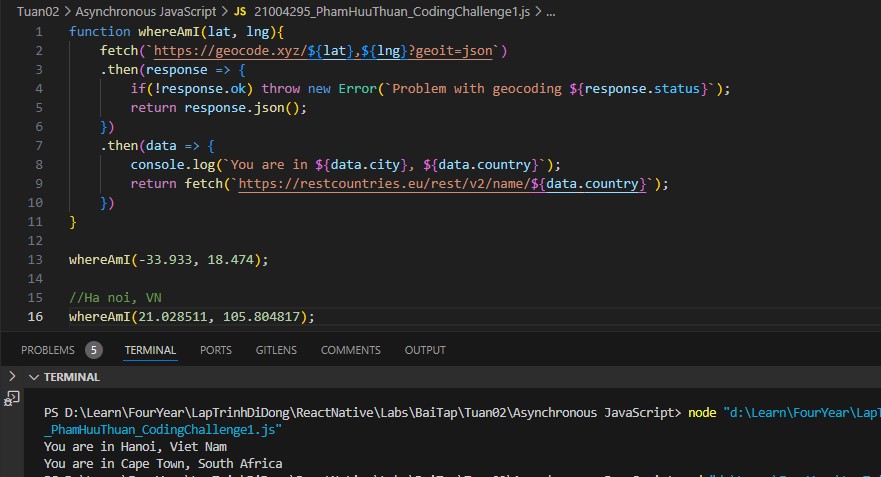 Tuan02 > Asynchronous JavaScript > JS 21004295_PhamHuuThuan_CodingChallenge1.js > ...
1 function whereAmI(lat, lng){
2 fetch(`https://geocode.xyz/${lat},${lng}?geoit=json`)
3 .then(response => {
4 if(!response.ok) throw new Error(`Problem with geocoding ${response.status}`);
5 return response.json();
6 })
7 .then(data => {
8 console.log(`You are in ${data.city}, ${data.country}`);
9 return fetch(`https://restcountries.eu/rest/v2/name/${data.country}`);
10 })
11 }
12
13 whereAmI(-33.933, 18.474);
14
15 //Ha noi, VN
16 whereAmI(21.028511, 105.804817);
PROBLEMS 5 TERMINAL PORTS GITLENS COMMENTS OUTPUT
TERMINAL
PS D:\Learn\FourYear\LapTrinhDiDong\ReactNative\Labs\BaiTap\Tuan02\Asynchronous JavaScript> node "d:\Learn\FourYear\LapT
_PhamHuuThuan_CodingChallenge1.js"
You are in Hanoi, Viet Nam
You are in Cape Town, South Africa